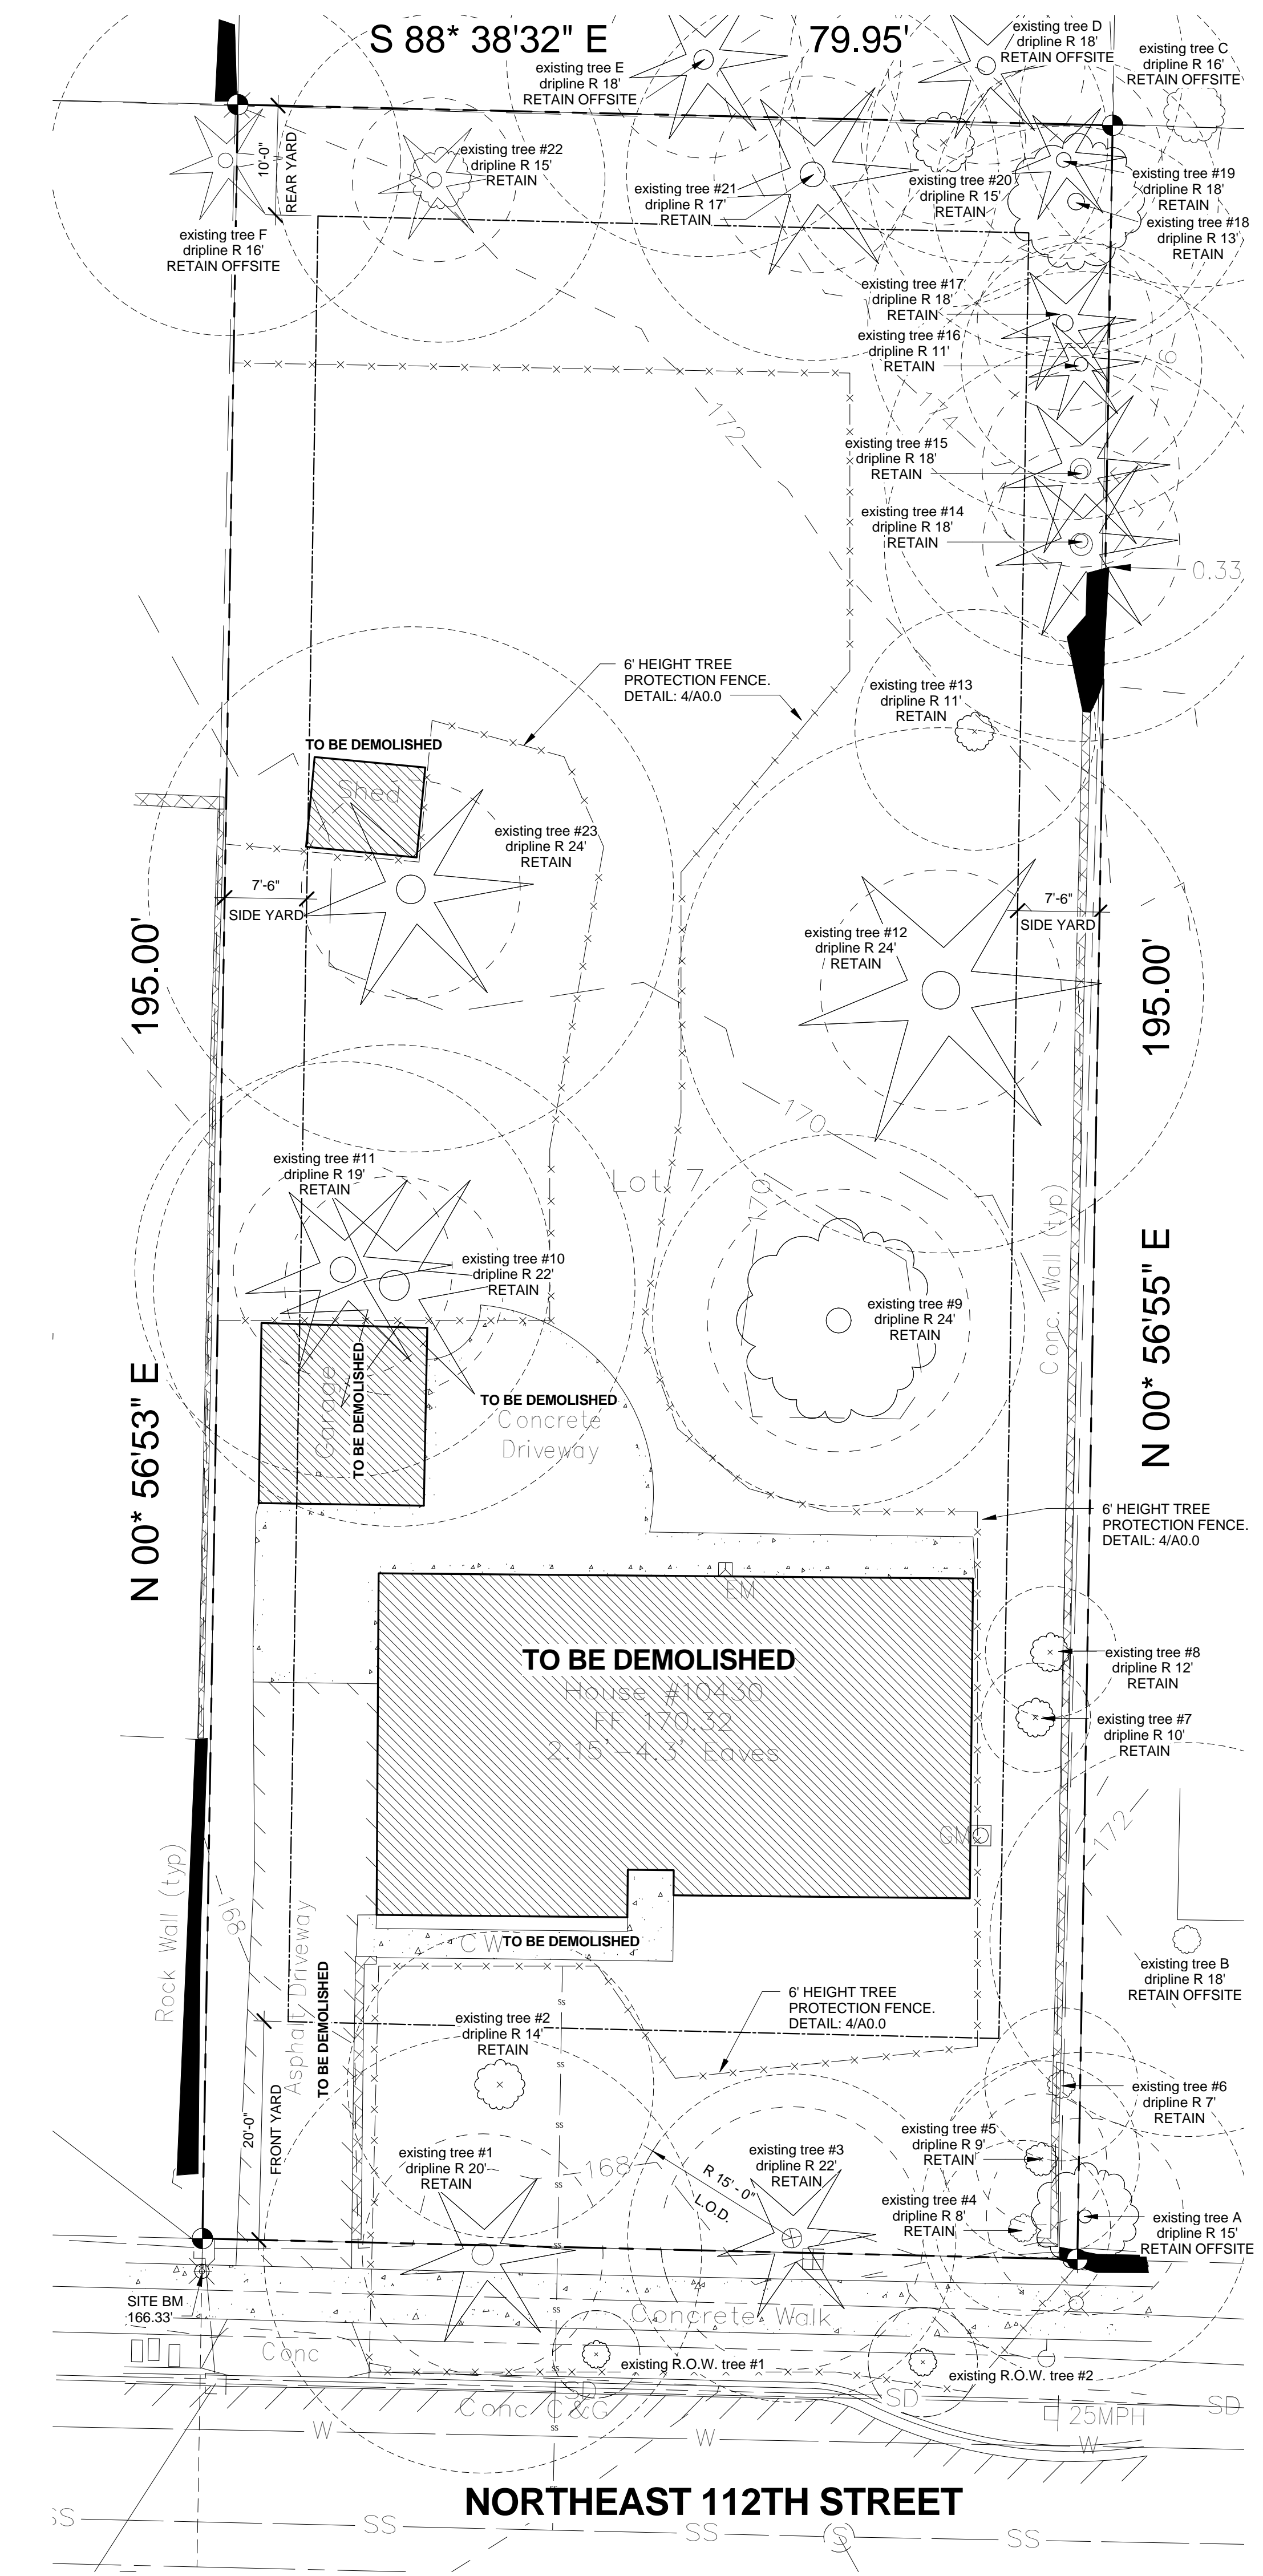 S 88* 38'32" E
79.95'
existing tree D
dripline R 18'
RETAIN OFFSITE
existing tree C
dripline R 16'
RETAIN OFFSITE
existing tree E
dripline R 18'
RETAIN OFFSITE
10'-0"
REAR YARD
existing tree #22
dripline R 15'
RETAIN
existing tree #21
dripline R 17'
RETAIN
existing tree #20
dripline R 15'
RETAIN
existing tree #19
dripline R 18'
RETAIN
existing tree #18
dripline R 13'
RETAIN
existing tree F
dripline R 16'
RETAIN OFFSITE
existing tree #17
dripline R 18'
RETAIN
existing tree #16
dripline R 11'
RETAIN
176
174
172
existing tree #15
dripline R 18'
RETAIN
existing tree #14
dripline R 18'
RETAIN
0.33
6' HEIGHT TREE
PROTECTION FENCE.
DETAIL: 4/A0.0
existing tree #13
dripline R 11'
RETAIN
TO BE DEMOLISHED
Shed
existing tree #23
dripline R 24'
RETAIN
7'-6"
SIDE YARD
7'-6"
SIDE YARD
existing tree #12
dripline R 24'
RETAIN
195.00'
195.00'
170
existing tree #11
dripline R 19'
RETAIN
Lot 7
170
Conc. Wall (typ)
existing tree #10
dripline R 22'
RETAIN
existing tree #9
dripline R 24'
RETAIN
N 00* 56'53" E
N 00* 56'55" E
Garage
TO BE DEMOLISHED
TO BE DEMOLISHED
Concrete
Driveway
6' HEIGHT TREE
PROTECTION FENCE.
DETAIL: 4/A0.0
EM
TO BE DEMOLISHED
House #10430
FF 170.32
2.15'-4.3' Eaves
existing tree #8
dripline R 12'
RETAIN
existing tree #7
dripline R 10'
RETAIN
GM
172
Rock Wall (typ)
168
Asphalt Driveway
TO BE DEMOLISHED
CW
TO BE DEMOLISHED
existing tree B
dripline R 18'
RETAIN OFFSITE
6' HEIGHT TREE
PROTECTION FENCE.
DETAIL: 4/A0.0
SS
existing tree #2
dripline R 14'
RETAIN
SS
20'-0"
FRONT YARD
existing tree #6
dripline R 7'
RETAIN
SS
existing tree #5
dripline R 9'
RETAIN
existing tree #1
dripline R 20'
RETAIN
168
R 15' - 0"
L.O.D.
existing tree #3
dripline R 22'
RETAIN
SS
existing tree #4
dripline R 8'
RETAIN
existing tree A
dripline R 15'
RETAIN OFFSITE
SS
SITE BM
166.33'
SS
Concrete Walk
Conc
SS
existing R.O.W. tree #1
existing R.O.W. tree #2
SD
SD
SD
Conc C&G
25MPH
SS
W
W
W
NORTHEAST 112TH STREET
SS
SS
SS
S
SS